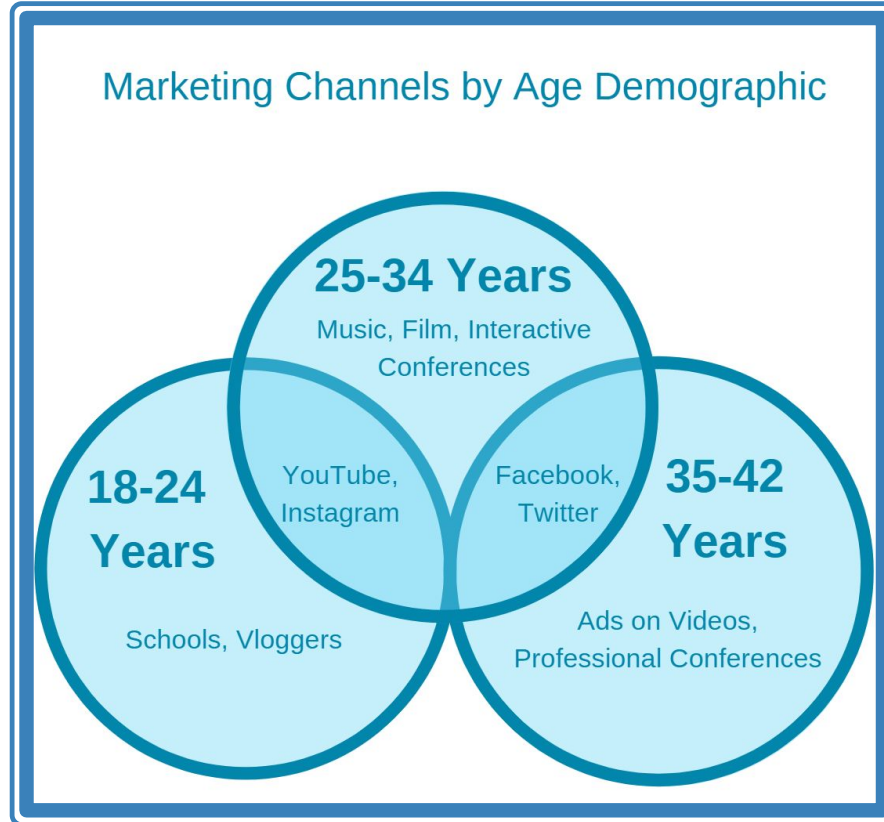 Marketing Channels by Age Demographic
25-34 Years
Music, Film, Interactive
Conferences
18-24
Years
Schools, Vloggers
YouTube,
Instagram
Facebook,
Twitter
35-42
Years
Ads on Videos,
Professional Conferences